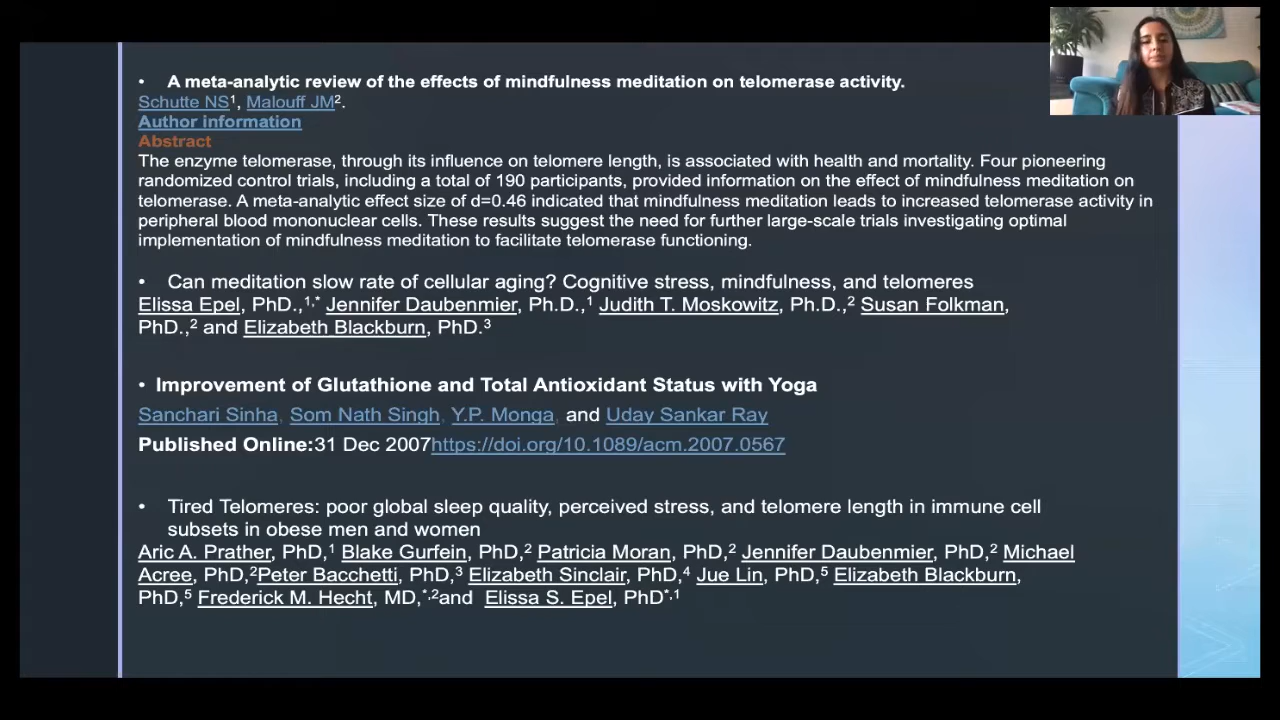 • A meta-analytic review of the effects of mindfulness meditation on telomerase activity.
Schutte NS¹, Malouff JM².
Author information
Abstract
The enzyme telomerase, through its influence on telomere length, is associated with health and mortality. Four pioneering
randomized control trials, including a total of 190 participants, provided information on the effect of mindfulness meditation on
telomerase. A meta-analytic effect size of d=0.46 indicated that mindfulness meditation leads to increased telomerase activity in
peripheral blood mononuclear cells. These results suggest the need for further large-scale trials investigating optimal
implementation of mindfulness meditation to facilitate telomerase functioning.
• Can meditation slow rate of cellular aging? Cognitive stress, mindfulness, and telomeres
Elissa Epel, PhD.,¹,* Jennifer Daubenmier, Ph.D.,¹ Judith T. Moskowitz, Ph.D.,² Susan Folkman,
PhD.,² and Elizabeth Blackburn, PhD.³
• Improvement of Glutathione and Total Antioxidant Status with Yoga
Sanchari Sinha, Som Nath Singh, Y.P. Monga, and Uday Sankar Ray
Published Online:31 Dec 2007https://doi.org/10.1089/acm.2007.0567
• Tired Telomeres: poor global sleep quality, perceived stress, and telomere length in immune cell
subsets in obese men and women
Aric A. Prather, PhD,¹ Blake Gurfein, PhD,² Patricia Moran, PhD,² Jennifer Daubenmier, PhD,² Michael
Acree, PhD,²Peter Bacchetti, PhD,³ Elizabeth Sinclair, PhD,⁴ Jue Lin, PhD,⁵ Elizabeth Blackburn,
PhD,⁵ Frederick M. Hecht, MD,*,²and Elissa S. Epel, PhD*,¹